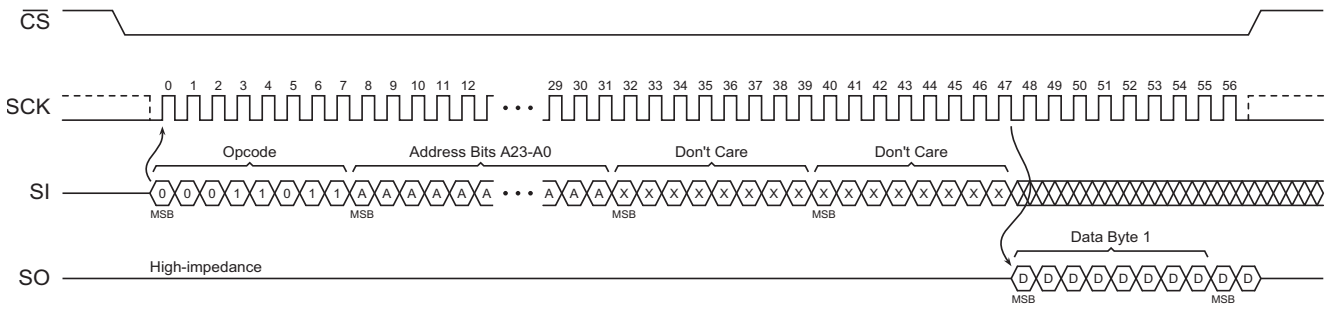 CS
0 1 2 3 4 5 6 7 8 9 10 11 12 29 30 31 32 33 34 35 36 37 38 39 40 41 42 43 44 45 46 47 48 49 50 51 52 53 54 55 56
SCK
Opcode Address Bits A23-A0 Don't Care Don't Care
SI 0 0 0 1 1 0 1 1 A A A A A A A A A X X X X X X X X X X X X X X X X
MSB MSB MSB MSB
Data Byte 1
High-impedance
SO D D D D D D D D D D
MSB MSB